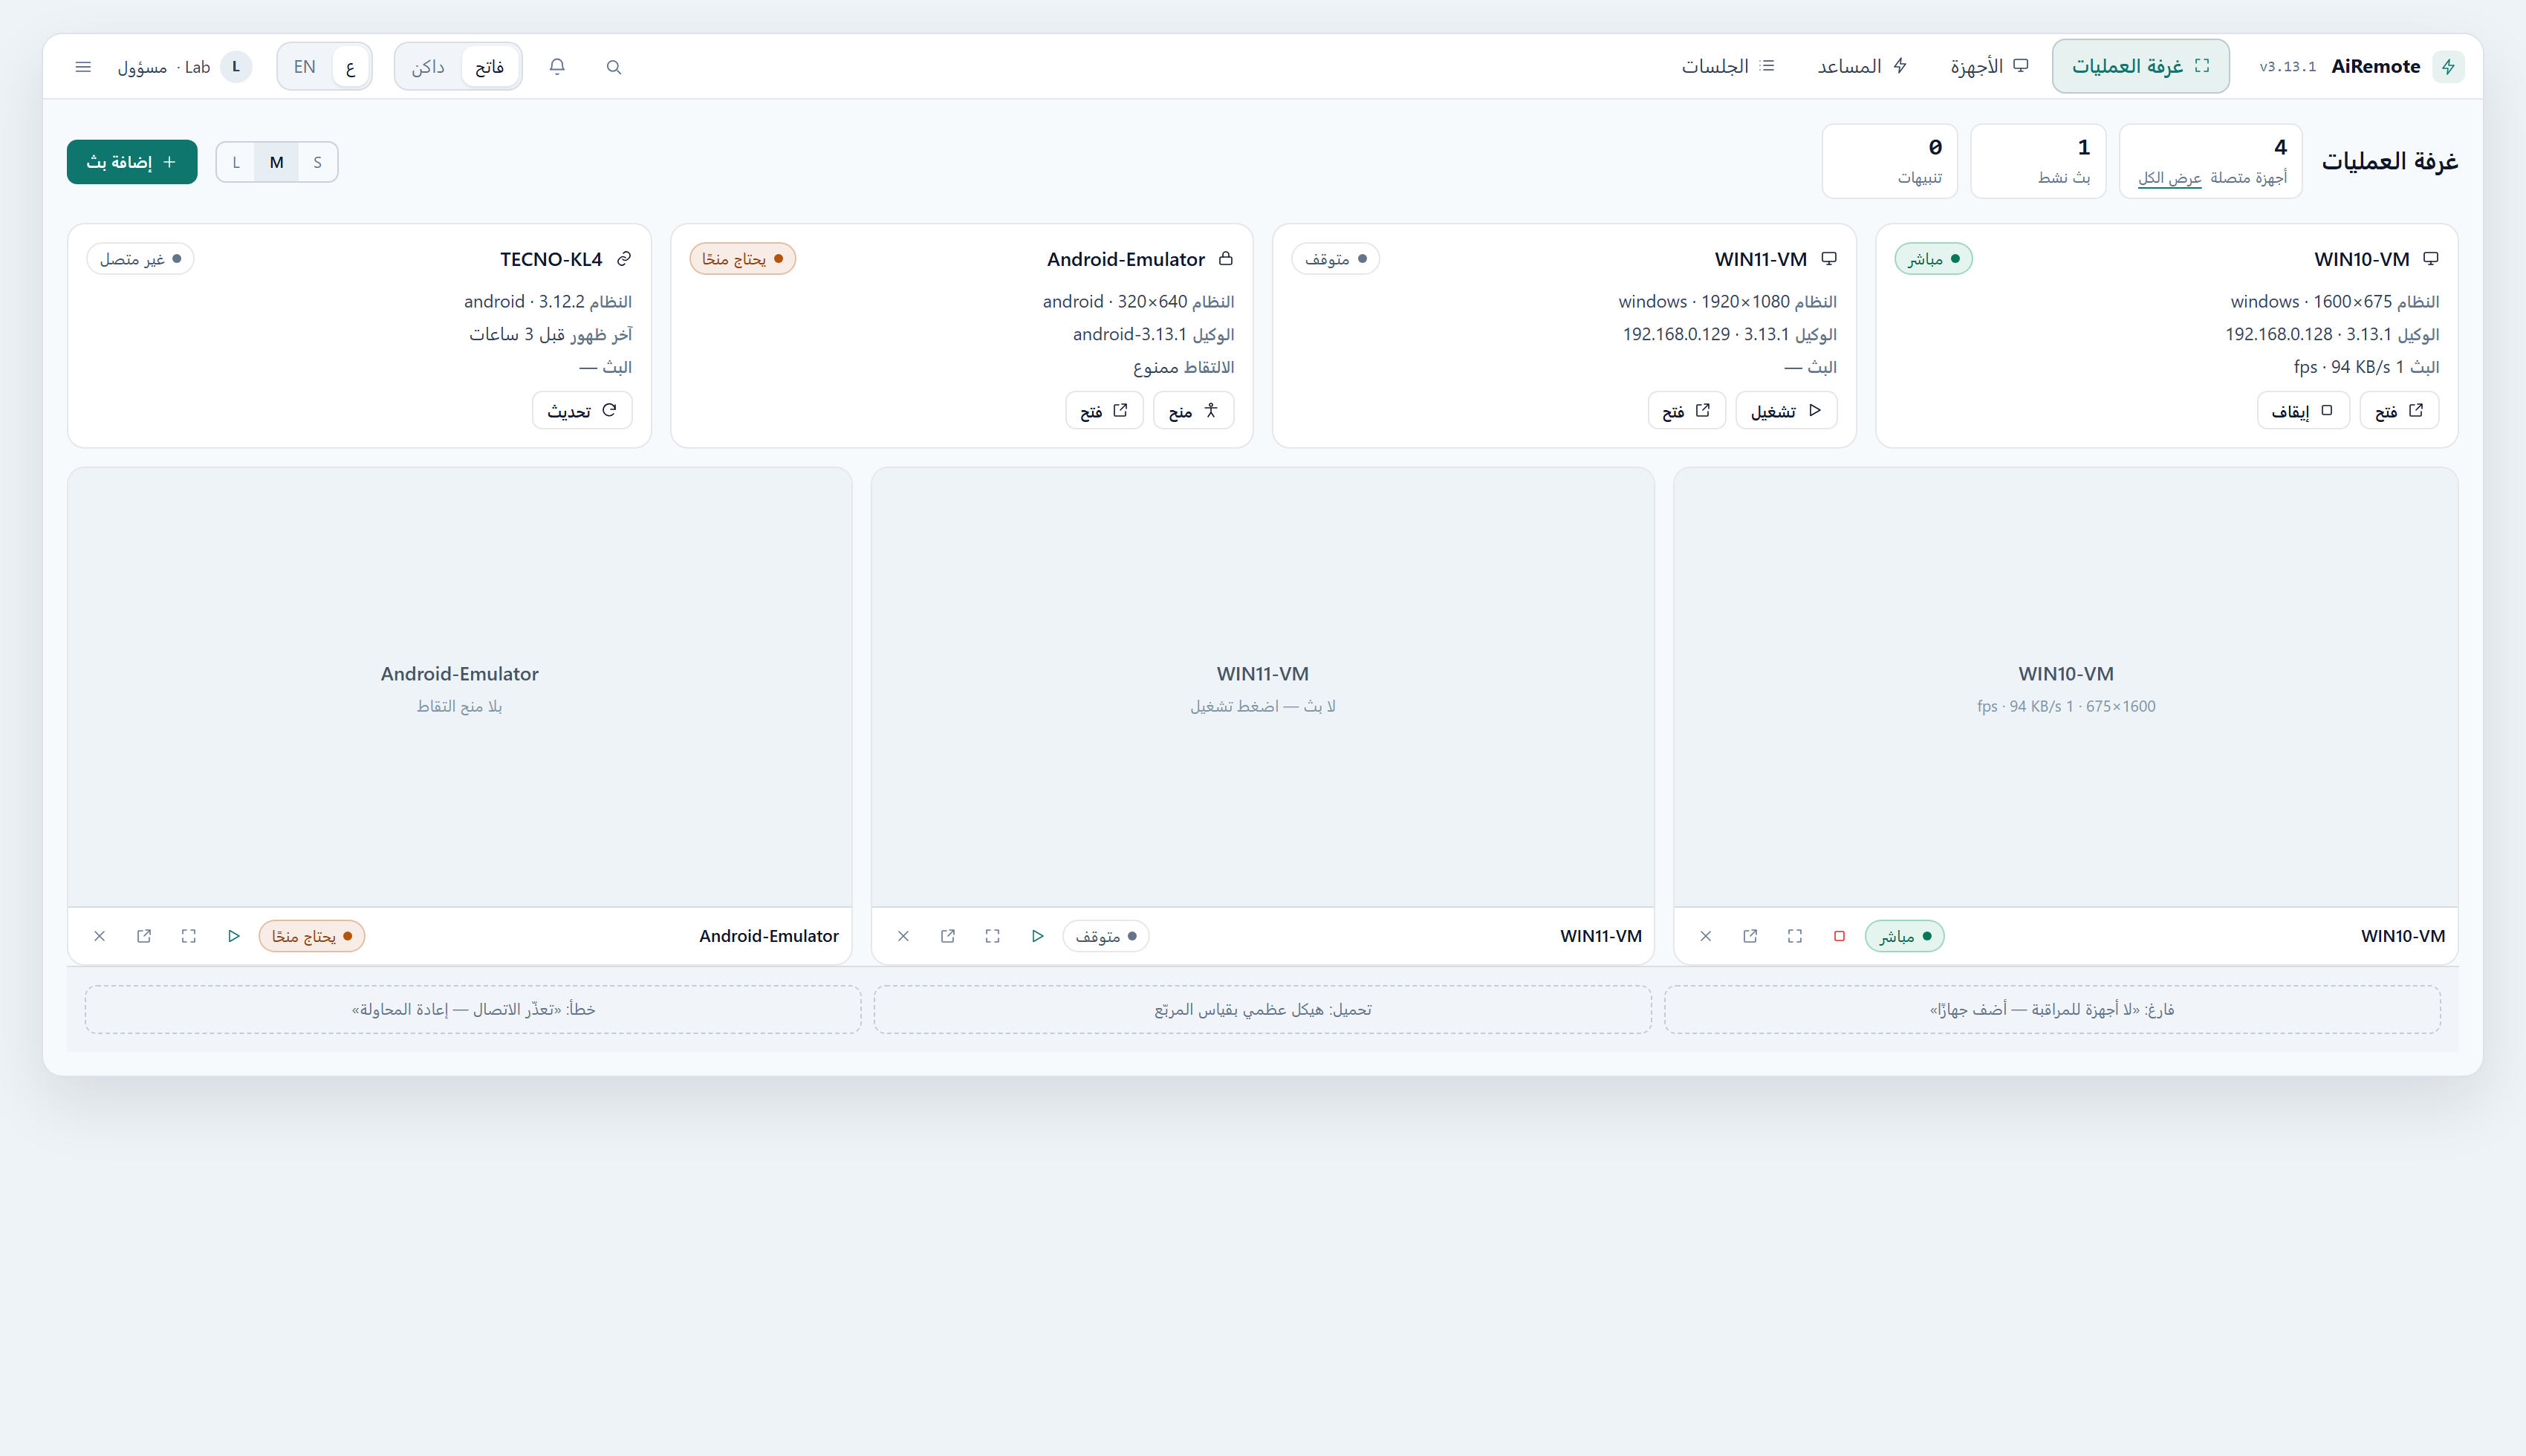 AiRemote v3.13.1
غرفة العمليات
الأجهزة
المساعد
الجلسات
فاتح داكن
ع EN
L Lab · مسؤول
غرفة العمليات
4
أجهزة متصلة عرض الكل
1
بث نشط
0
تنبيهات
S M L
إضافة بث
WIN10-VM
مباشر
النظام windows · 1600×675
الوكيل 3.13.1 · 192.168.0.128
البث 1 fps · 94 KB/s
فتح
إيقاف
WIN11-VM
متوقف
النظام windows · 1920×1080
الوكيل 3.13.1 · 192.168.0.129
البث —
تشغيل
فتح
Android-Emulator
يحتاج منحًا
النظام android · 320×640
الوكيل android-3.13.1
الالتقاط ممنوع
منح
فتح
TECNO-KL4
غير متصل
النظام android · 3.12.2
آخر ظهور قبل 3 ساعات
البث —
تحديث
WIN10-VM
1600×675 · 1 fps · 94 KB/s
WIN10-VM
مباشر
WIN11-VM
لا بث — اضغط تشغيل
WIN11-VM
متوقف
Android-Emulator
بلا منح التقاط
Android-Emulator
يحتاج منحًا
فارغ: «لا أجهزة للمراقبة — أضف جهازًا»
تحميل: هيكل عظمي بقياس المربّع
خطأ: «تعذّر الاتصال — إعادة المحاولة»